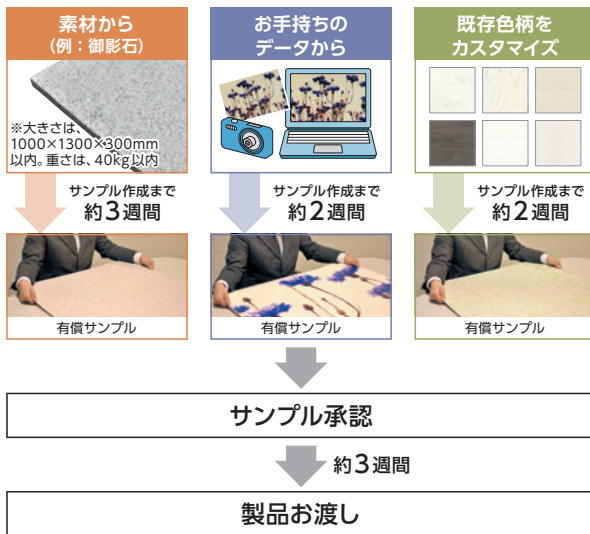 素材から
(例：御影石)
※大きさは、
1000×1300×300mm
以内。重さは、40kg以内
サンプル作成まで
約3週間
有償サンプル
お手持ちの
データから
サンプル作成まで
約2週間
有償サンプル
既存色柄を
カスタマイズ
サンプル作成まで
約2週間
有償サンプル
サンプル承認
約3週間
製品お渡し